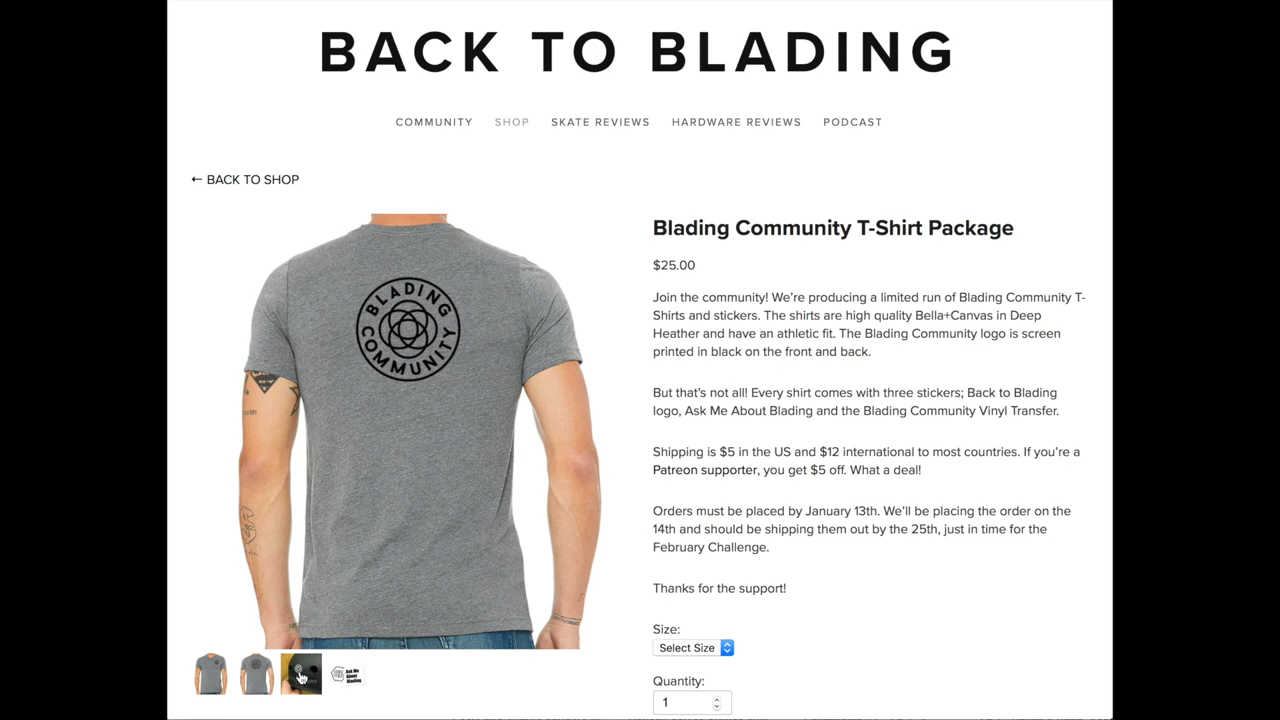 BACK TO BLADING
COMMUNITY SHOP SKATE REVIEWS HARDWARE REVIEWS PODCAST
← BACK TO SHOP
BLADING
COMMUNITY
Blading Community T-Shirt Package
$25.00
Join the community! We’re producing a limited run of Blading Community T-
Shirts and stickers. The shirts are high quality Bella+Canvas in Deep
Heather and have an athletic fit. The Blading Community logo is screen
printed in black on the front and back.
But that’s not all! Every shirt comes with three stickers; Back to Blading
logo, Ask Me About Blading and the Blading Community Vinyl Transfer.
Shipping is $5 in the US and $12 international to most countries. If you’re a
Patreon supporter, you get $5 off. What a deal!
Orders must be placed by January 13th. We’ll be placing the order on the
14th and should be shipping them out by the 25th, just in time for the
February Challenge.
Thanks for the support!
Size:
Select Size
Quantity:
1
Ask Me
About
Blading